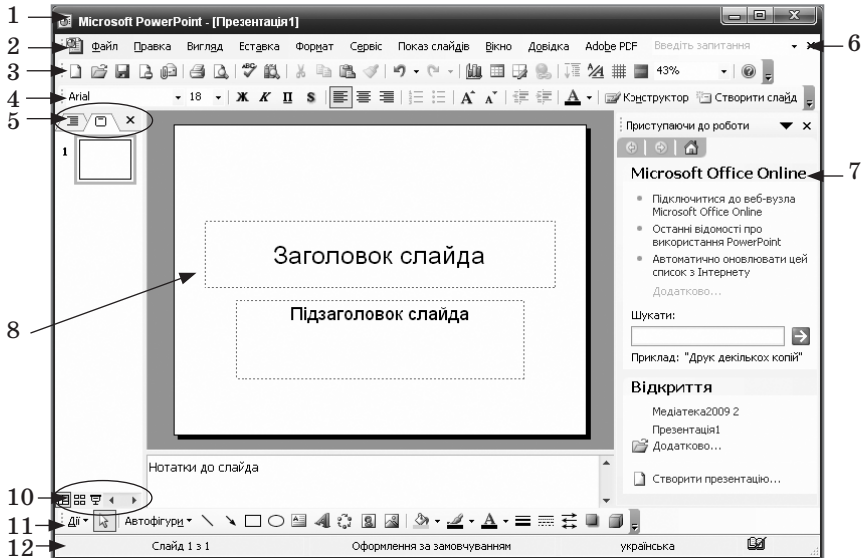 1
Microsoft PowerPoint - [Презентація1]
2
Файл Правка Вигляд Вставка Формат Сервіс Показ слайдів Вікно Довідка Adobe PDF Введіть запитання
6
3
43%
4
Arial 18 Ж К П S Конструктор Створити слайд
5
Приступаючи до роботи
1
7
Microsoft Office Online
Підключитися до веб-вузла
Microsoft Office Online
Останні відомості про
використання PowerPoint
Автоматично оновлювати цей
список з Інтернету
Додатково...
Заголовок слайда
8
Підзаголовок слайда
Шукати:
Приклад: "Друк декількох копій"
Відкриття
Медіатека2009 2
Презентація1
Додатково...
Створити презентацію...
Нотатки до слайда
10
11
Дії Автофігури
12
Слайд 1 з 1 Оформлення за замовчуванням українська